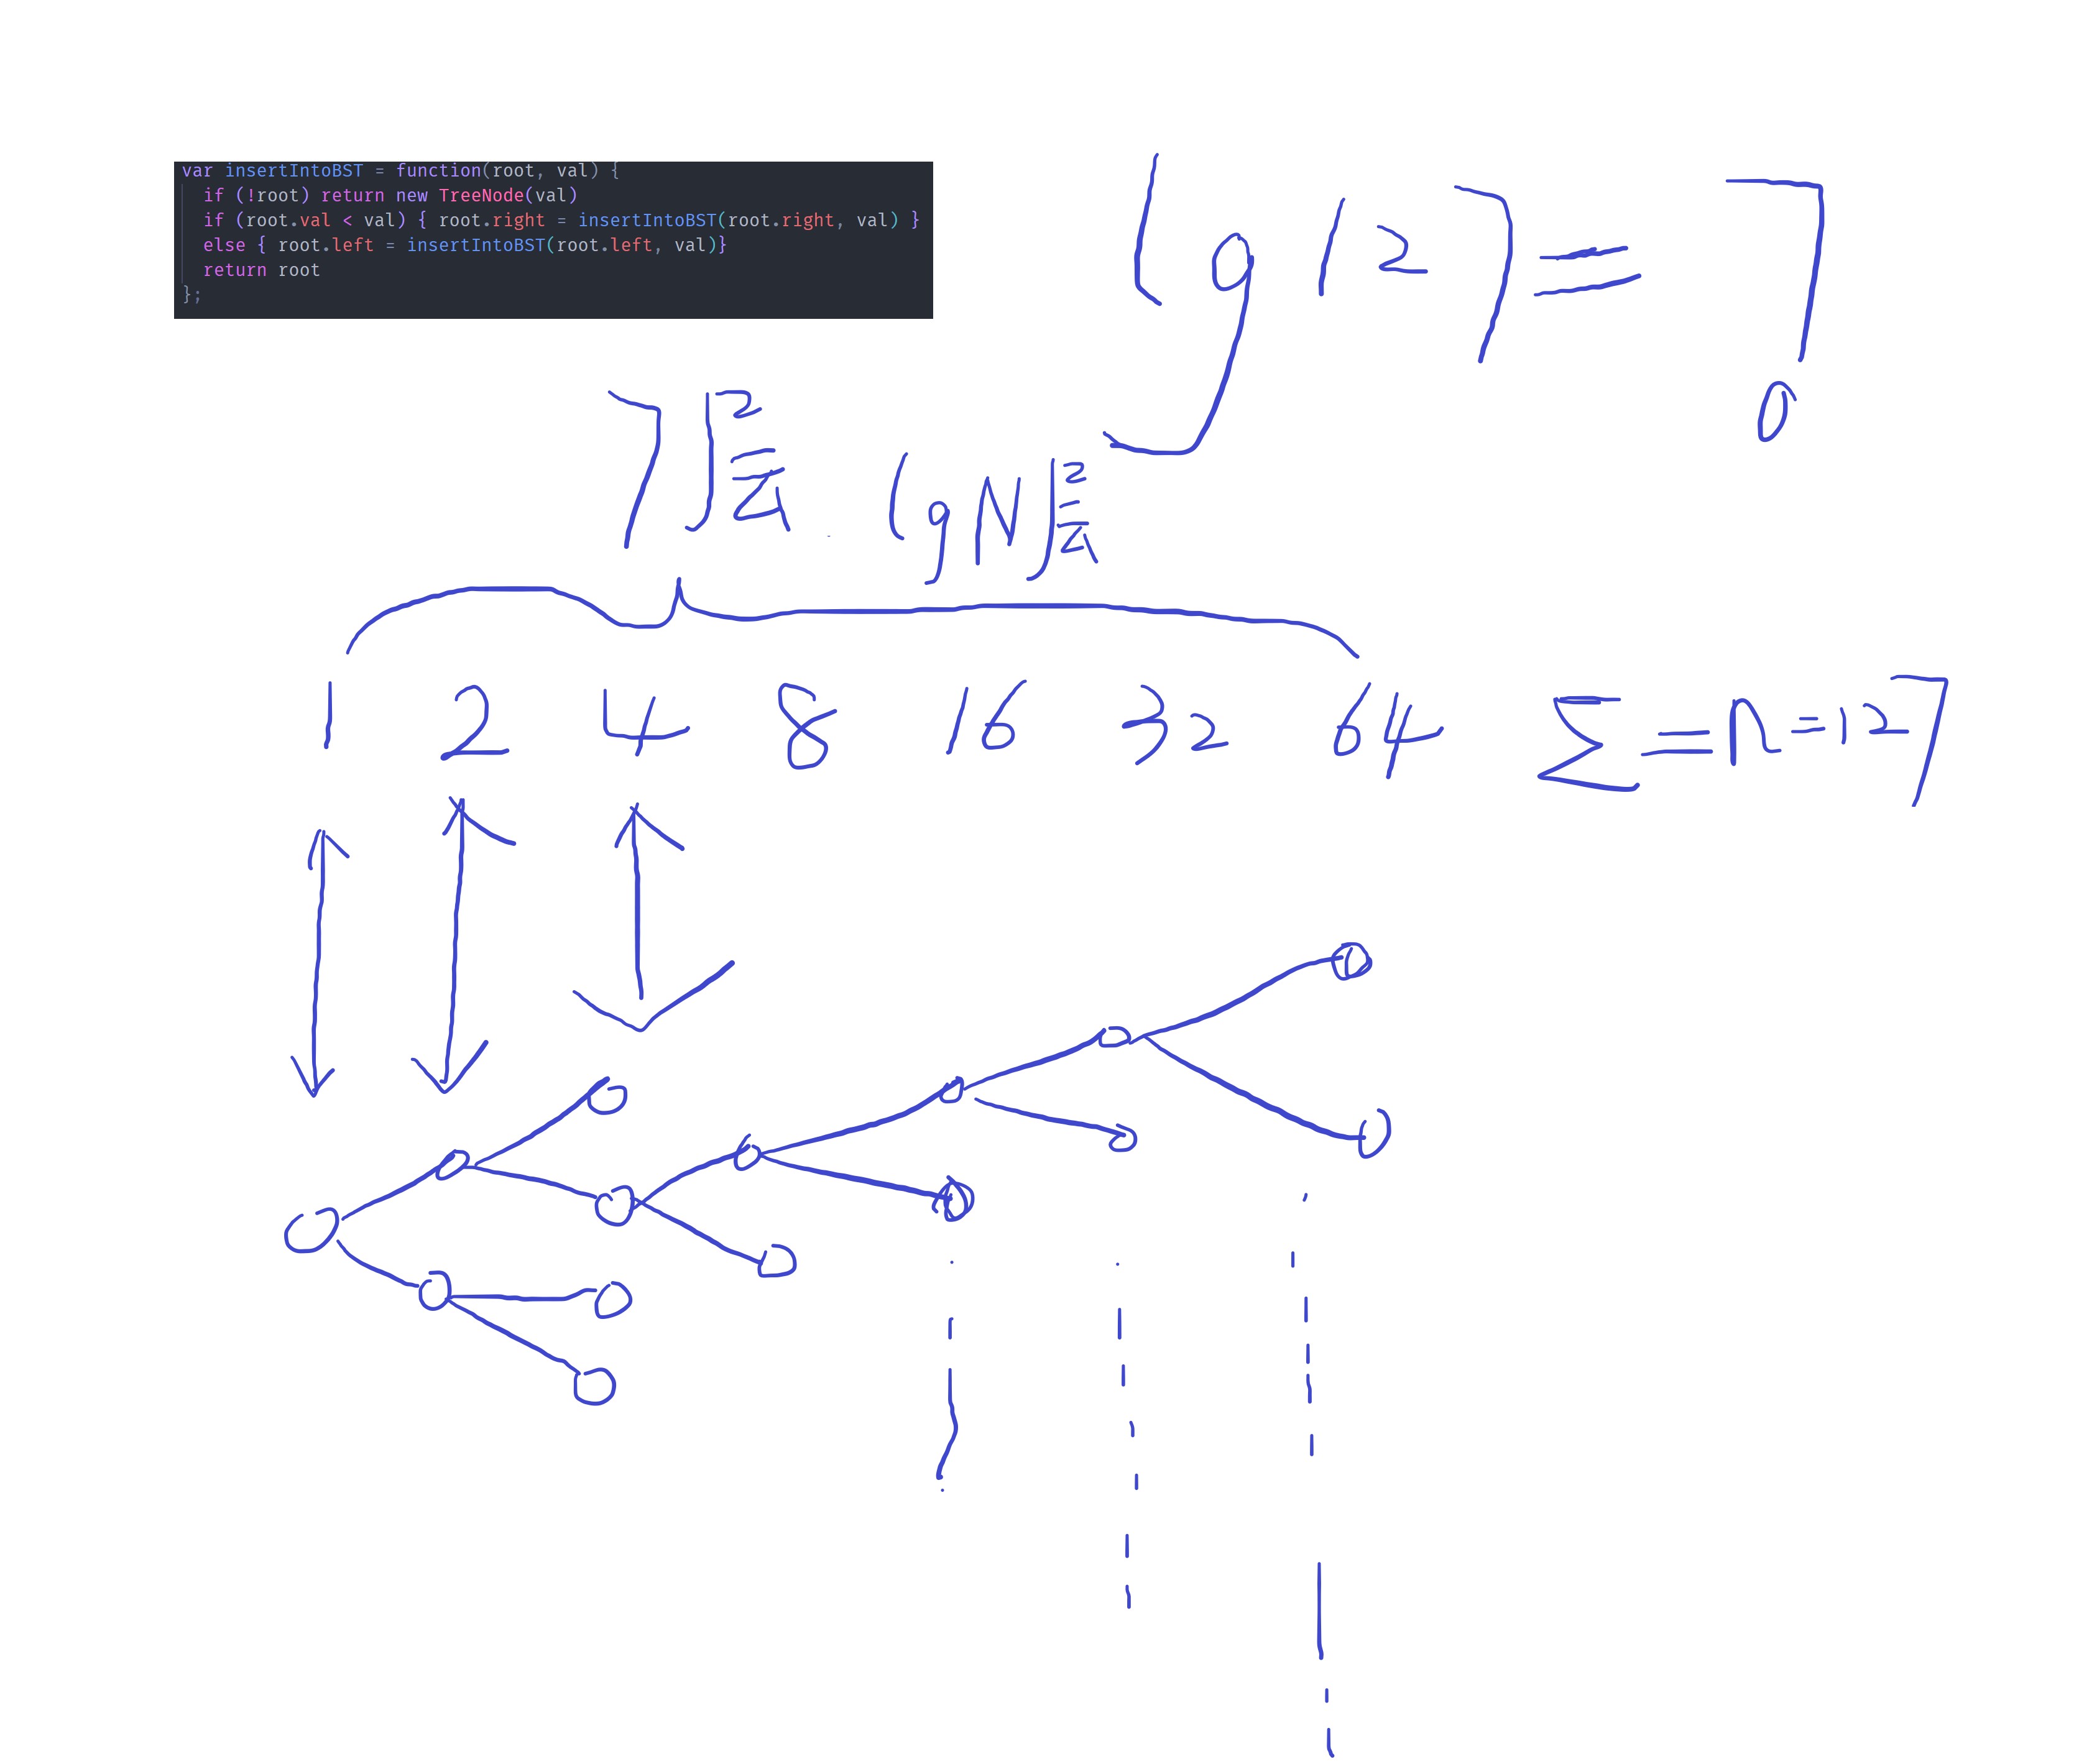 var insertIntoBST = function(root, val) {
if (!root) return new TreeNode(val)
if (root.val < val) { root.right = insertIntoBST(root.right, val) }
else { root.left = insertIntoBST(root.left, val)}
return root
};
lg 127 = 7
7层 lgN层
1 2 4 8 16 32 64 Σ = n = 127